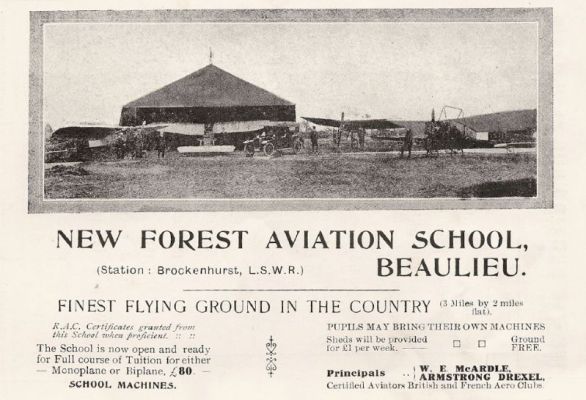 NEW FOREST AVIATION SCHOOL,
(Station : Brockenhurst, L.S.W.R.) BEAULIEU.
FINEST FLYING GROUND IN THE COUNTRY (3 Miles by 2 miles flat).
R.A.C. Certificates granted from
this School when proficient. :: ::
The School is now open and ready
for Full course of Tuition for either
— Monoplane or Biplane, £80. —
SCHOOL MACHINES.
PUPILS MAY BRING THEIR OWN MACHINES
Sheds will be provided Ground
for £1 per week. —— FREE.
Principals W. E. McARDLE,
ARMSTRONG DREXEL,
Certified Aviators British and French Aero Clubs.